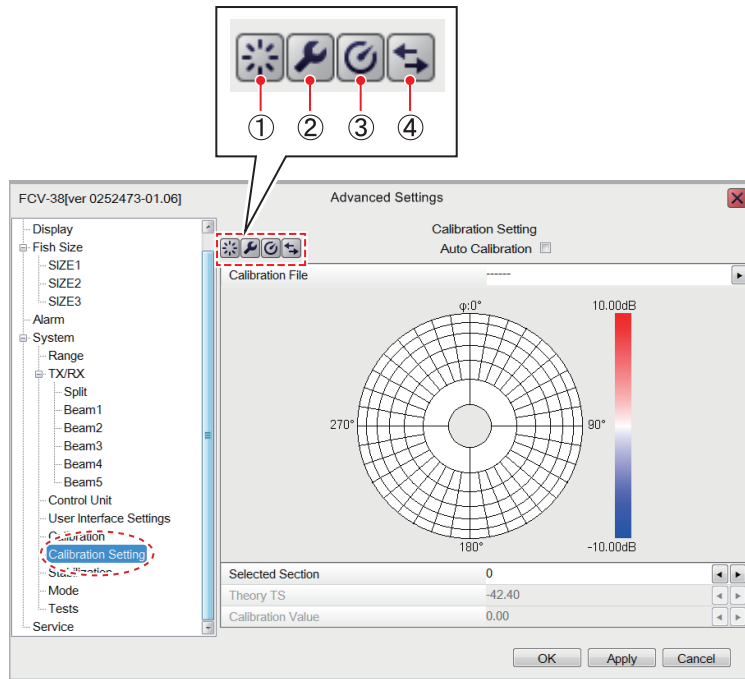 ① ② ③ ④
FCV-38[ver 0252473-01.06]
Advanced Settings
Display
Fish Size
SIZE1
SIZE2
SIZE3
Alarm
System
Range
TX/RX
Split
Beam1
Beam2
Beam3
Beam4
Beam5
Control Unit
User Interface Settings
Calibration
Calibration Setting
Stabilization
Mode
Tests
Service
Calibration Setting
Auto Calibration
Calibration File ------
φ:0°
10.00dB
270°
90°
180°
-10.00dB
Selected Section 0
Theory TS -42.40
Calibration Value 0.00
OK Apply Cancel